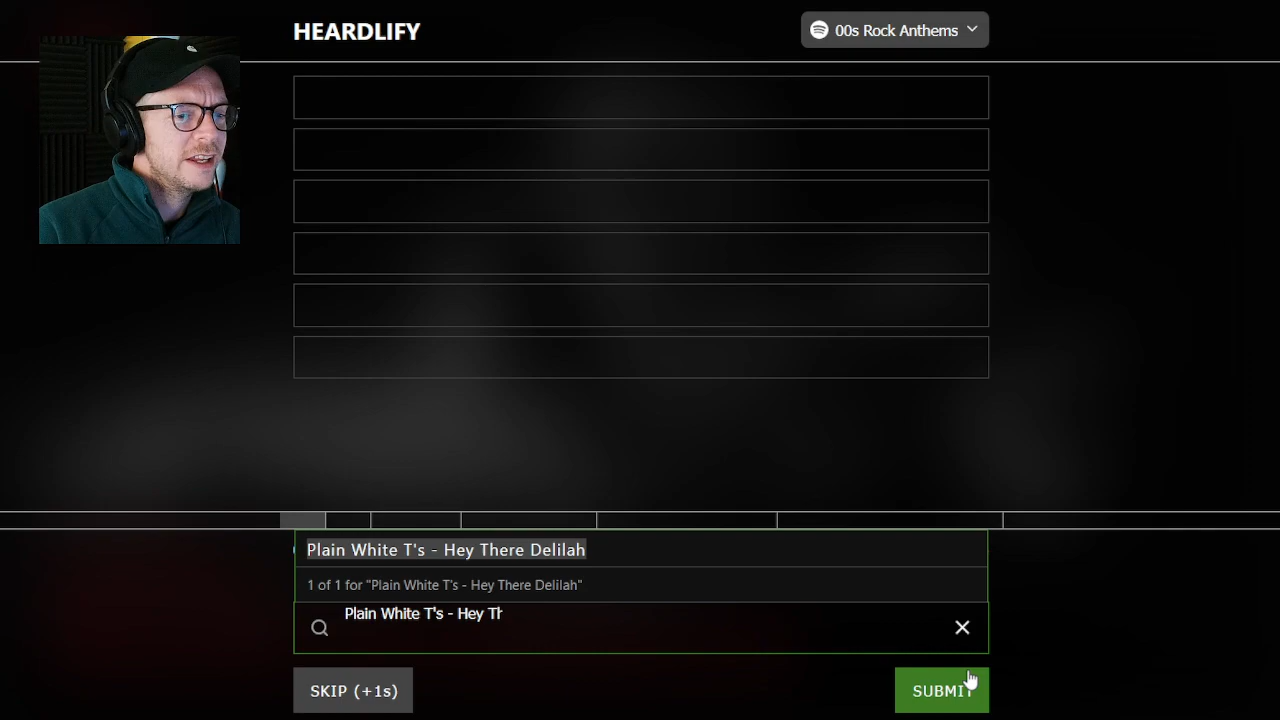 HEARDLIFY
00s Rock Anthems
Plain White T's - Hey There Delilah
1 of 1 for "Plain White T's - Hey There Delilah"
Plain White T's - Hey Th
SKIP (+1s)
SUBMIT